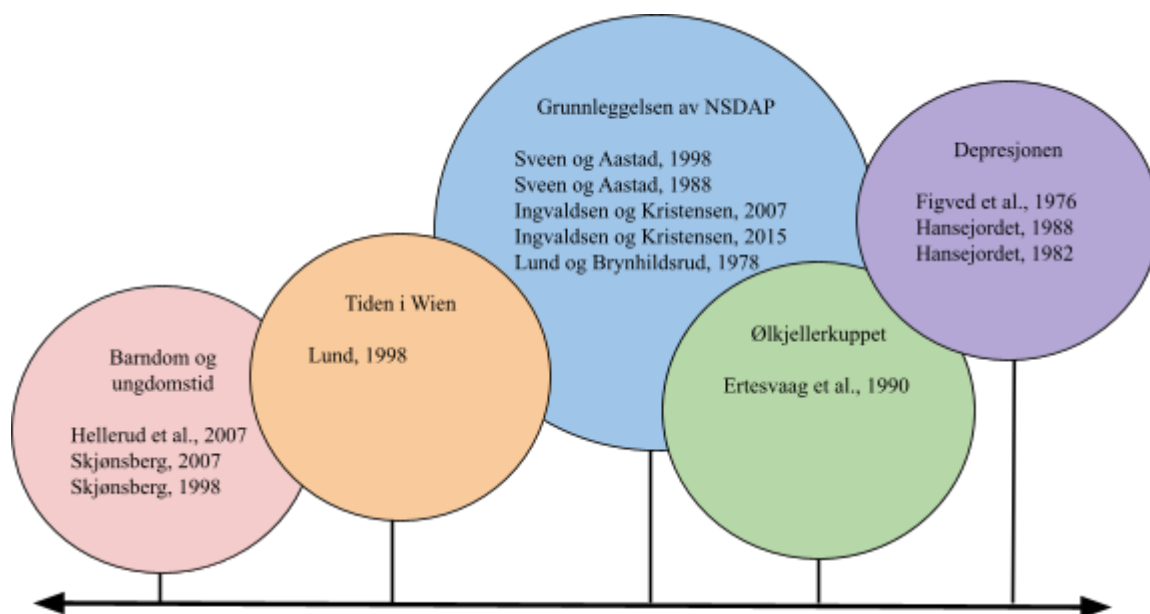 Barndom og
ungdomstid
Hellerud et al., 2007
Skjønsberg, 2007
Skjønsberg, 1998
Tiden i Wien
Lund, 1998
Grunnleggelsen av NSDAP
Sveen og Aastad, 1998
Sveen og Aastad, 1988
Ingvaldsen og Kristensen, 2007
Ingvaldsen og Kristensen, 2015
Lund og Brynhildsrud, 1978
Ølkjellerkuppet
Ertesvaag et al., 1990
Depresjonen
Figved et al., 1976
Hansejordet, 1988
Hansejordet, 1982